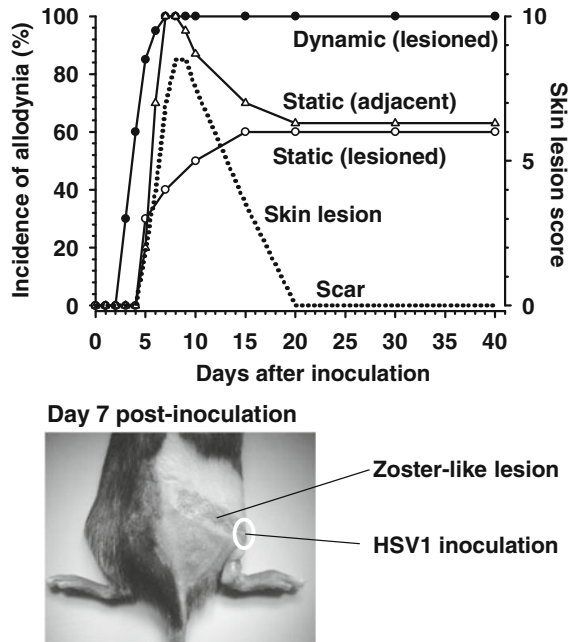 Incidence of allodynia (%)
100
80
60
40
20
0
Dynamic (lesioned)
Static (adjacent)
Static (lesioned)
Skin lesion
Scar
10
5
0
Skin lesion score
0 5 10 15 20 25 30 35 40
Days after inoculation
Day 7 post-inoculation
Zoster-like lesion
HSV1 inoculation